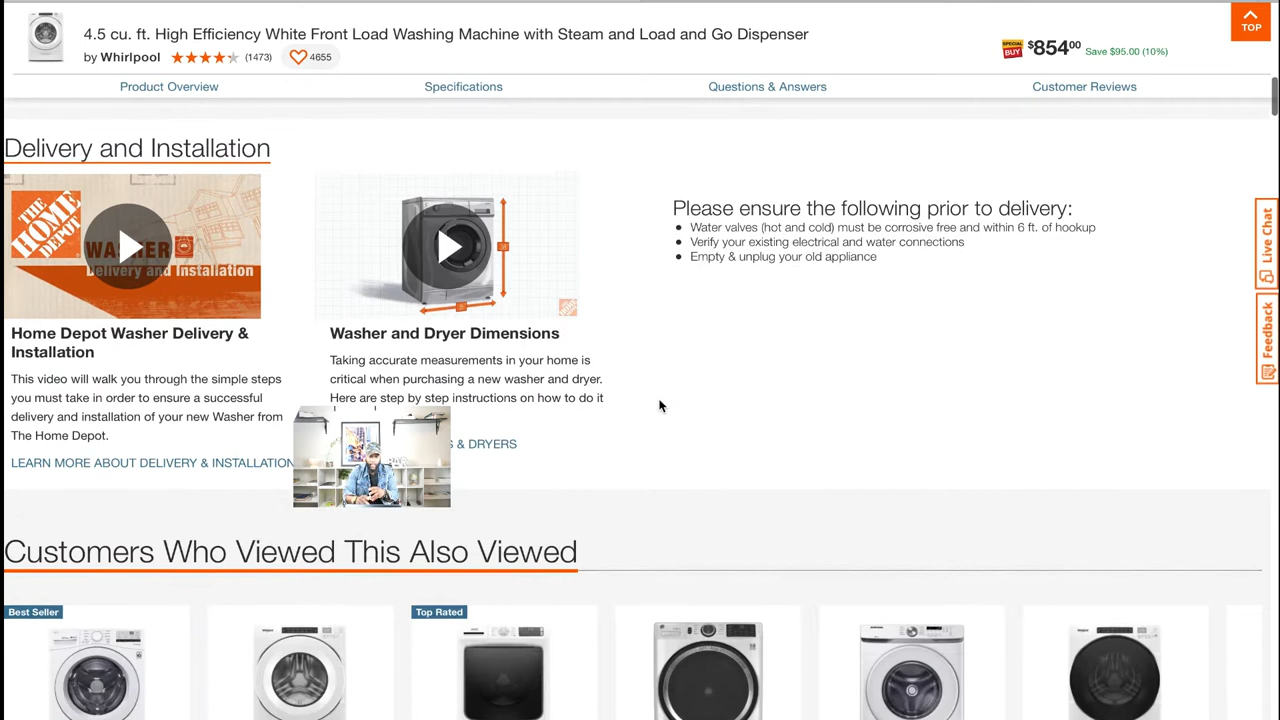 4.5 cu. ft. High Efficiency White Front Load Washing Machine with Steam and Load and Go Dispenser
by Whirlpool (1473) 4655
SPECIAL BUY $854.00 Save $95.00 (10%)
TOP
Product Overview
Specifications
Questions & Answers
Customer Reviews
Delivery and Installation
THE HOME DEPOT
WASHER
Delivery and Installation
Home Depot Washer Delivery &
Installation
This video will walk you through the simple steps
you must take in order to ensure a successful
delivery and installation of your new Washer from
The Home Depot.
LEARN MORE ABOUT DELIVERY & INSTALLATION
Washer and Dryer Dimensions
Taking accurate measurements in your home is
critical when purchasing a new washer and dryer.
Here are step by step instructions on how to do it
S & DRYERS
Please ensure the following prior to delivery:
Water valves (hot and cold) must be corrosive free and within 6 ft. of hookup
Verify your existing electrical and water connections
Empty & unplug your old appliance
Live Chat
Feedback
Customers Who Viewed This Also Viewed
Best Seller
Top Rated